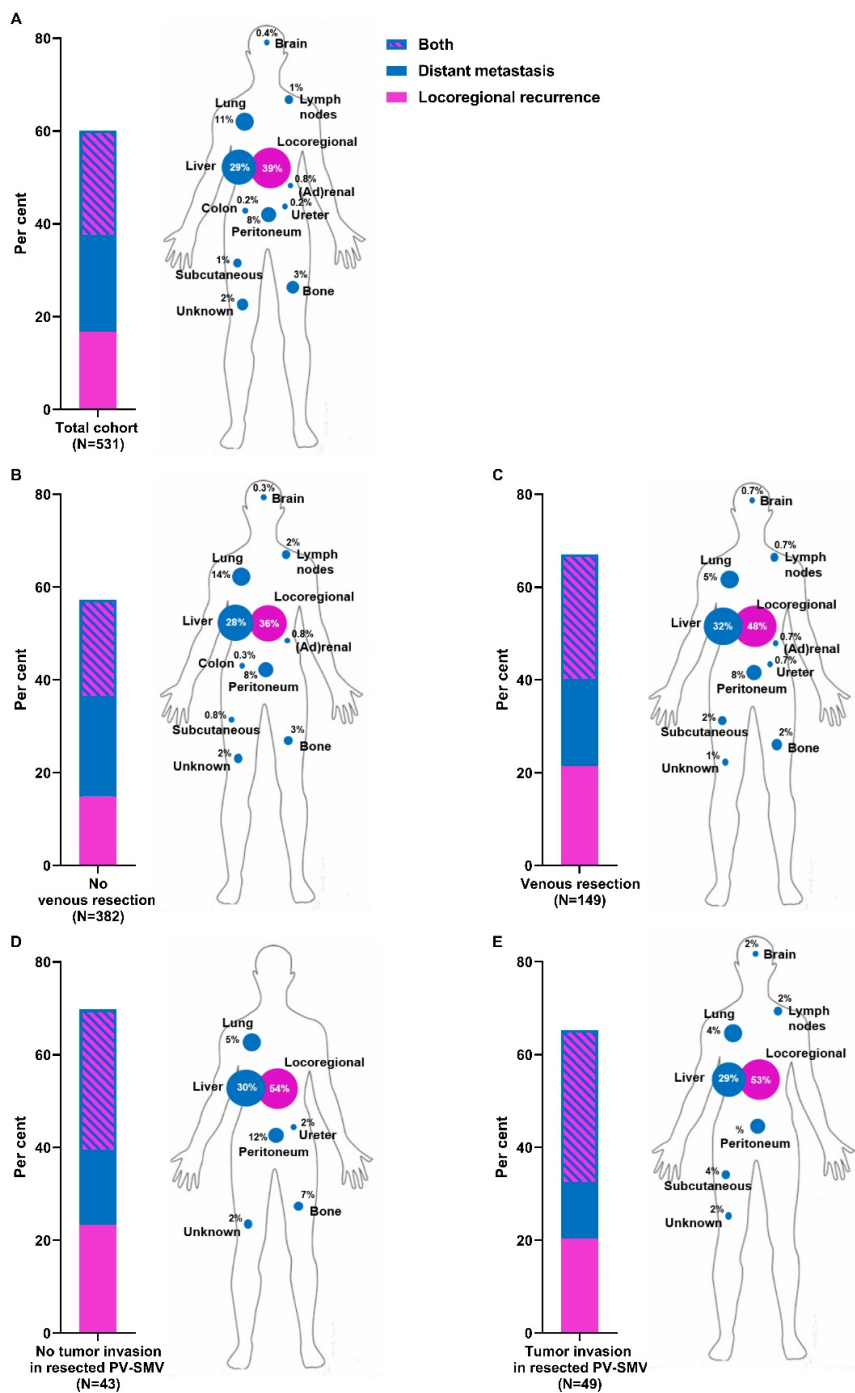 A
80
60
40
20
0
Per cent
Total cohort
(N=531)
0.4%
Brain
1%
Lymph
nodes
Lung
11%
Locoregional
Liver
29%
39%
0.8%
(Ad)renal
0.2%
Colon
0.2%
Ureter
8%
Peritoneum
1%
Subcutaneous
3%
Bone
2%
Unknown
Both
Distant metastasis
Locoregional recurrence
B
80
60
40
20
0
Per cent
No
venous resection
(N=382)
0.3%
Brain
2%
Lymph
nodes
Lung
14%
Locoregional
Liver
28%
36%
0.8%
(Ad)renal
0.3%
Colon
8%
Peritoneum
0.8%
Subcutaneous
3%
Bone
2%
Unknown
C
80
60
40
20
0
Per cent
Venous resection
(N=149)
0.7%
Brain
0.7%
Lymph
nodes
Lung
5%
Locoregional
Liver
32%
48%
0.7%
(Ad)renal
0.7%
Ureter
8%
Peritoneum
2%
Subcutaneous
2%
Bone
1%
Unknown
D
80
60
40
20
0
Per cent
No tumor invasion
in resected PV-SMV
(N=43)
Lung
5%
Locoregional
Liver
30%
54%
2%
Ureter
12%
Peritoneum
7%
Bone
2%
Unknown
E
80
60
40
20
0
Per cent
Tumor invasion
in resected PV-SMV
(N=49)
2%
Brain
2%
Lymph
nodes
Lung
4%
Locoregional
Liver
29%
53%
%
Peritoneum
4%
Subcutaneous
2%
Unknown